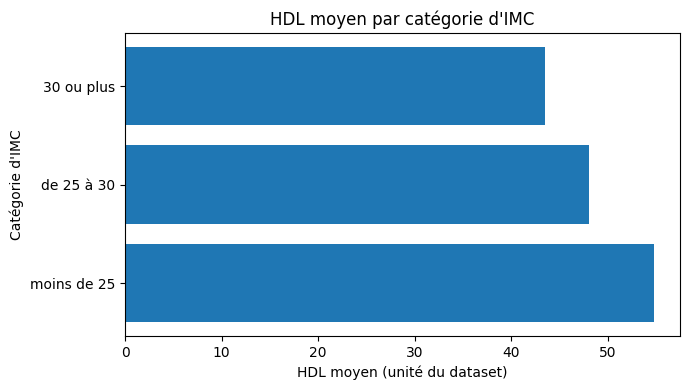 HDL moyen par catégorie d'IMC
Catégorie d'IMC
30 ou plus
de 25 à 30
moins de 25
0 10 20 30 40 50
HDL moyen (unité du dataset)